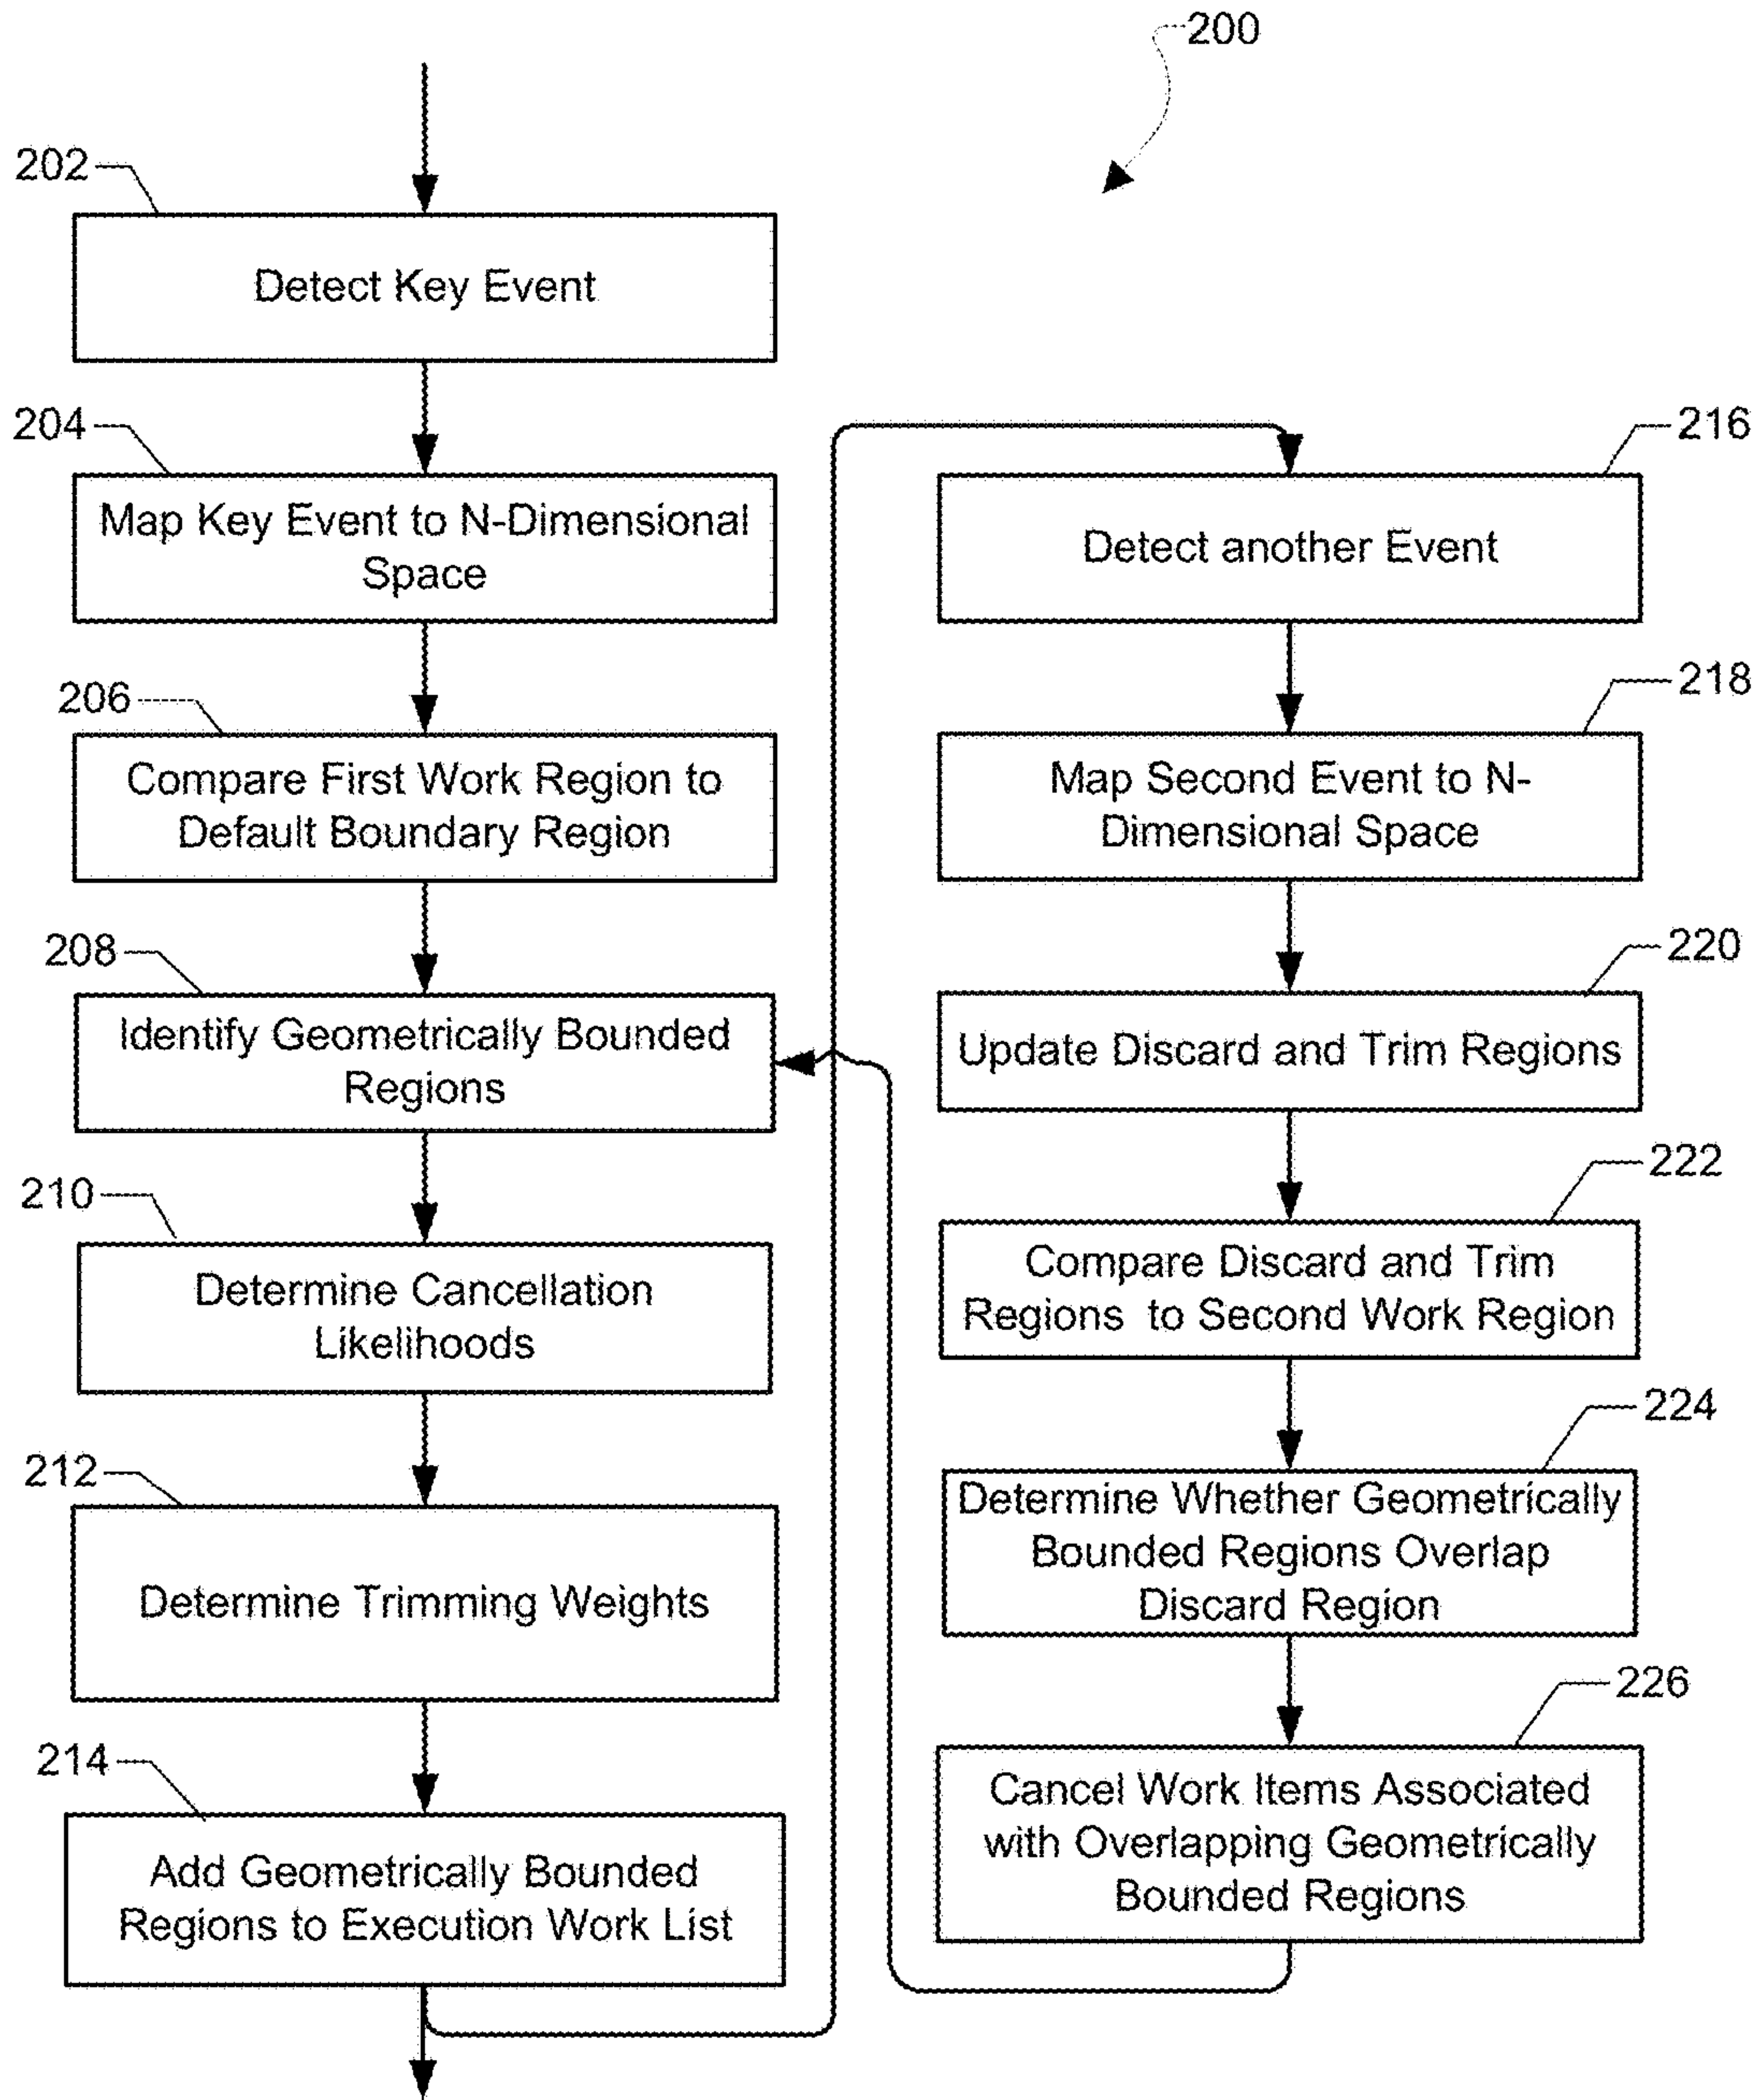 200
202
Detect Key Event
204
Map Key Event to N-Dimensional
Space
206
Compare First Work Region to
Default Boundary Region
208
Identify Geometrically Bounded
Regions
210
Determine Cancellation
Likelihoods
212
Determine Trimming Weights
214
Add Geometrically Bounded
Regions to Execution Work List
216
Detect another Event
218
Map Second Event to N-
Dimensional Space
220
Update Discard and Trim Regions
222
Compare Discard and Trim
Regions to Second Work Region
224
Determine Whether Geometrically
Bounded Regions Overlap
Discard Region
226
Cancel Work Items Associated
with Overlapping Geometrically
Bounded Regions